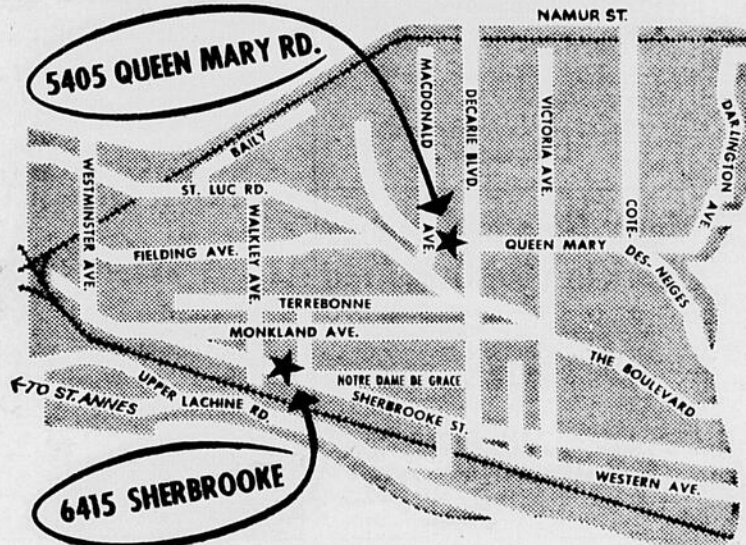 NAMUR ST.
5405 QUEEN MARY RD.
MACDONALD
AVE.
DECARIE BLVD.
VICTORIA AVE.
DARLINGTON AVE
BAILY
WESTMINSTER AVE.
ST. LUC RD.
WALKLEY AVE.
FIELDING AVE.
QUEEN MARY
COTE-
DES-NEIGES
TERREBONNE
MONKLAND AVE.
THE BOULEVARD
NOTRE DAME DE GRACE
←TO ST. ANNES
UPPER LACHINE RD.
SHERBROOKE ST.
WESTERN AVE.
6415 SHERBROOKE